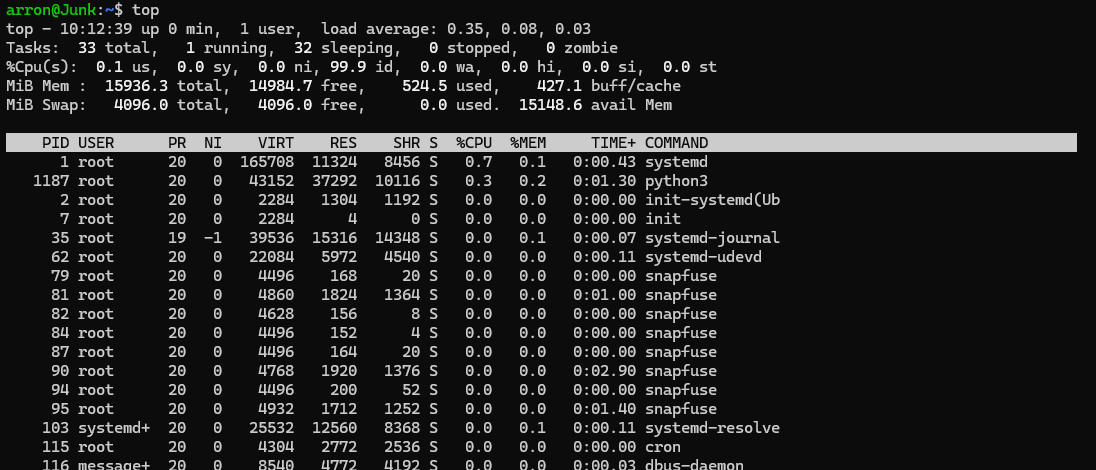 arron@Junk:~$ top
top - 10:12:39 up 0 min,  1 user,  load average: 0.35, 0.08, 0.03
Tasks:  33 total,   1 running,  32 sleeping,   0 stopped,   0 zombie
%Cpu(s):  0.1 us,  0.0 sy,  0.0 ni, 99.9 id,  0.0 wa,  0.0 hi,  0.0 si,  0.0 st
MiB Mem :  15936.3 total,  14984.7 free,    524.5 used,    427.1 buff/cache
MiB Swap:   4096.0 total,   4096.0 free,      0.0 used.  15148.6 avail Mem
    PID USER      PR  NI    VIRT    RES    SHR S  %CPU  %MEM     TIME+ COMMAND
      1 root      20   0  165708  11324   8456 S   0.7   0.1   0:00.43 systemd
   1187 root      20   0   43152  37292  10116 S   0.3   0.2   0:01.30 python3
      2 root      20   0    2284   1304   1192 S   0.0   0.0   0:00.00 init-systemd(Ub
      7 root      20   0    2284      4      0 S   0.0   0.0   0:00.00 init
     35 root      19  -1   39536  15316  14348 S   0.0   0.1   0:00.07 systemd-journal
     62 root      20   0   22084   5972   4540 S   0.0   0.0   0:00.11 systemd-udevd
     79 root      20   0    4496    168     20 S   0.0   0.0   0:00.00 snapfuse
     81 root      20   0    4860   1824   1364 S   0.0   0.0   0:01.00 snapfuse
     82 root      20   0    4628    156      8 S   0.0   0.0   0:00.00 snapfuse
     84 root      20   0    4496    152      4 S   0.0   0.0   0:00.00 snapfuse
     87 root      20   0    4496    164     20 S   0.0   0.0   0:00.00 snapfuse
     90 root      20   0    4768   1920   1376 S   0.0   0.0   0:02.90 snapfuse
     94 root      20   0    4496    200     52 S   0.0   0.0   0:00.00 snapfuse
     95 root      20   0    4932   1712   1252 S   0.0   0.0   0:01.40 snapfuse
    103 systemd+  20   0   25532  12560   8368 S   0.0   0.1   0:00.11 systemd-resolve
    115 root      20   0    4304   2772   2536 S   0.0   0.0   0:00.00 cron
    116 message+  20   0    8540   4772   4192 S   0.0   0.0   0:00.03 dbus-daemon